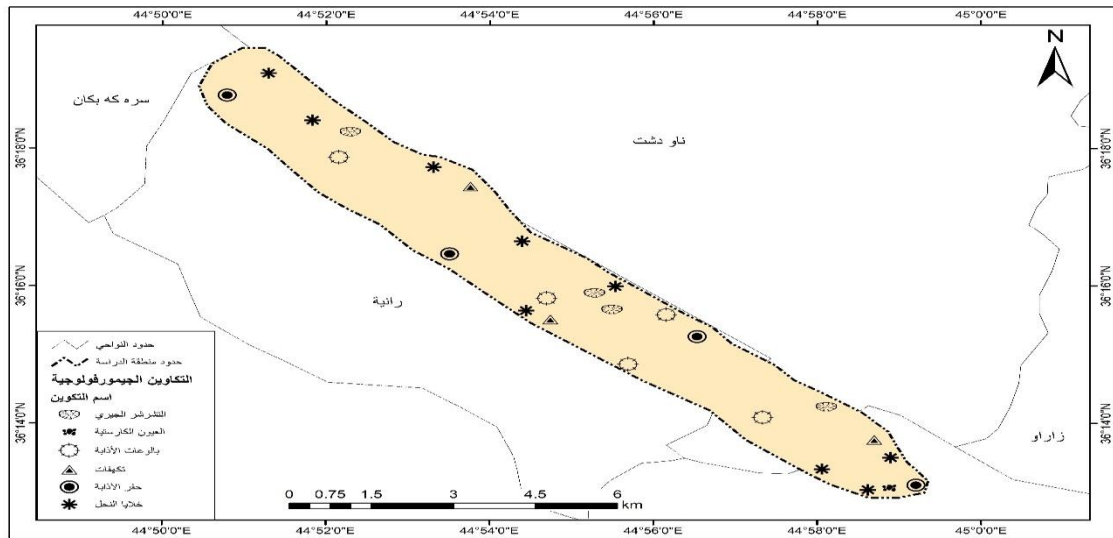 44°50'0"E 44°52'0"E 44°54'0"E 44°56'0"E 44°58'0"E 45°0'0"E
N
سره كه بكان
ناو دشت
36°18'0"N 36°18'0"N
36°16'0"N 36°16'0"N
رانية
36°14'0"N 36°14'0"N
زاراو
حدود النواحي
حدود منطقة الدراسة
التكاوين الجيمورفولوجية
اسم التكوين
التشرشر الجيري
العيون الكارستية
بالوعات الأذابة
تكهفات
حفر الأذابة
خلايا النحل
0 0.75 1.5 3 4.5 6
km
44°50'0"E 44°52'0"E 44°54'0"E 44°56'0"E 44°58'0"E 45°0'0"E